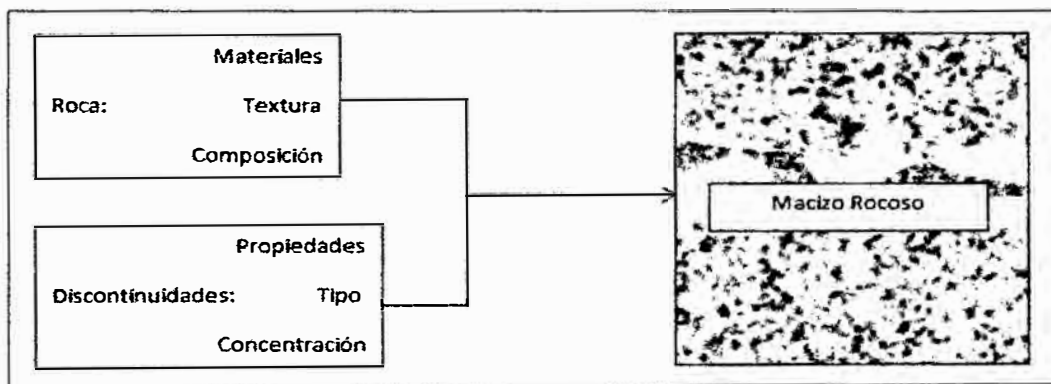 Materiales
Roca: Textura
Composición
Propiedades
Discontinuidades: Tipo
Concentración
Macizo Rocoso